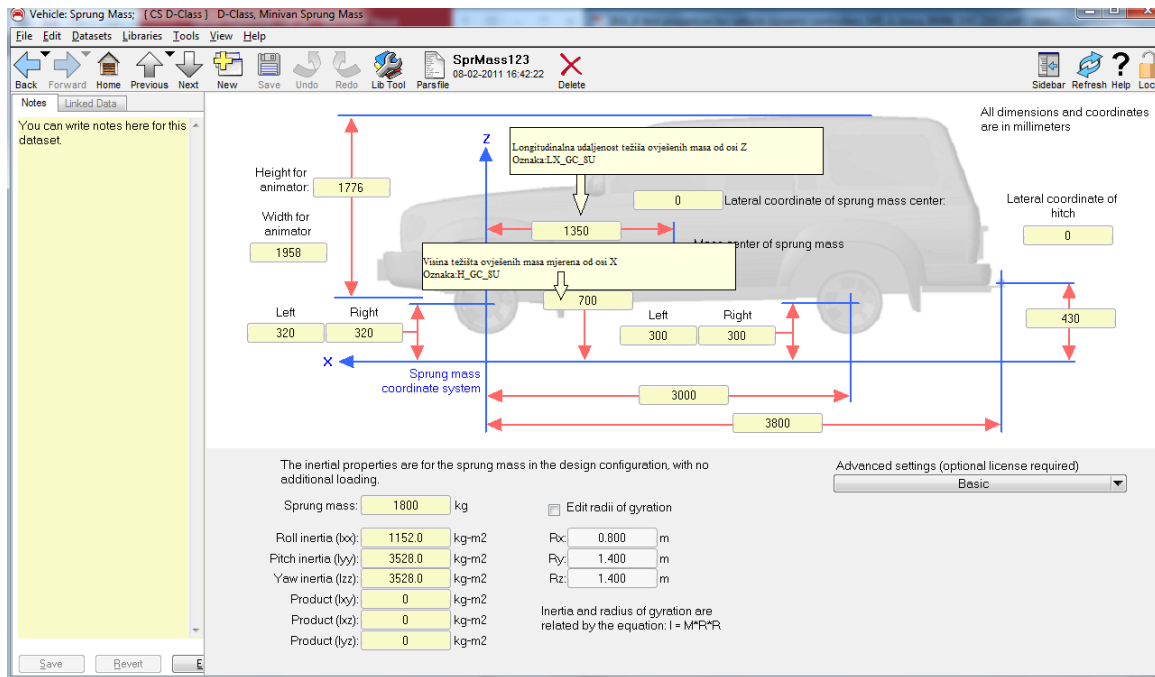 Vehicle: Sprung Mass; { CS D-Class } D-Class, Minivan Sprung Mass
File Edit Datasets Libraries Tools View Help
Back Forward Home Previous Next New Save Undo Redo Lib Tool Parsfile
SprMass123
08-02-2011 16:42:22
Delete
Sidebar Refresh Help Loc
Notes Linked Data
You can write notes here for this
dataset.
All dimensions and coordinates
are in millimeters
Z
Longitudinalna udaljenost težiša ovješenih masa od osi Z
Oznaka:LX_GC_SU
Height for
animator:
1776
0 Lateral coordinate of sprung mass center:
Lateral coordinate of
hitch
0
Width for
animator
1958
1350
center of sprung mass
Visina težišta ovješenih masa mjerena od osi X
Oznaka:H_GC_SU
700
Left Right
320 320
Left Right
300 300
430
X
Sprung mass
coordinate system
3000
3800
The inertial properties are for the sprung mass in the design configuration, with no
additional loading.
Advanced settings (optional license required)
Basic
Sprung mass: 1800 kg
Edit radii of gyration
Roll inertia (Ixx): 1152.0 kg-m2 Rx: 0.800 m
Pitch inertia (Iyy): 3528.0 kg-m2 Ry: 1.400 m
Yaw inertia (Izz): 3528.0 kg-m2 Rz: 1.400 m
Product (Ixy): 0 kg-m2
Product (Ixz): 0 kg-m2
Product (Iyz): 0 kg-m2
Inertia and radius of gyration are
related by the equation: I = M*R*R
Save Revert E